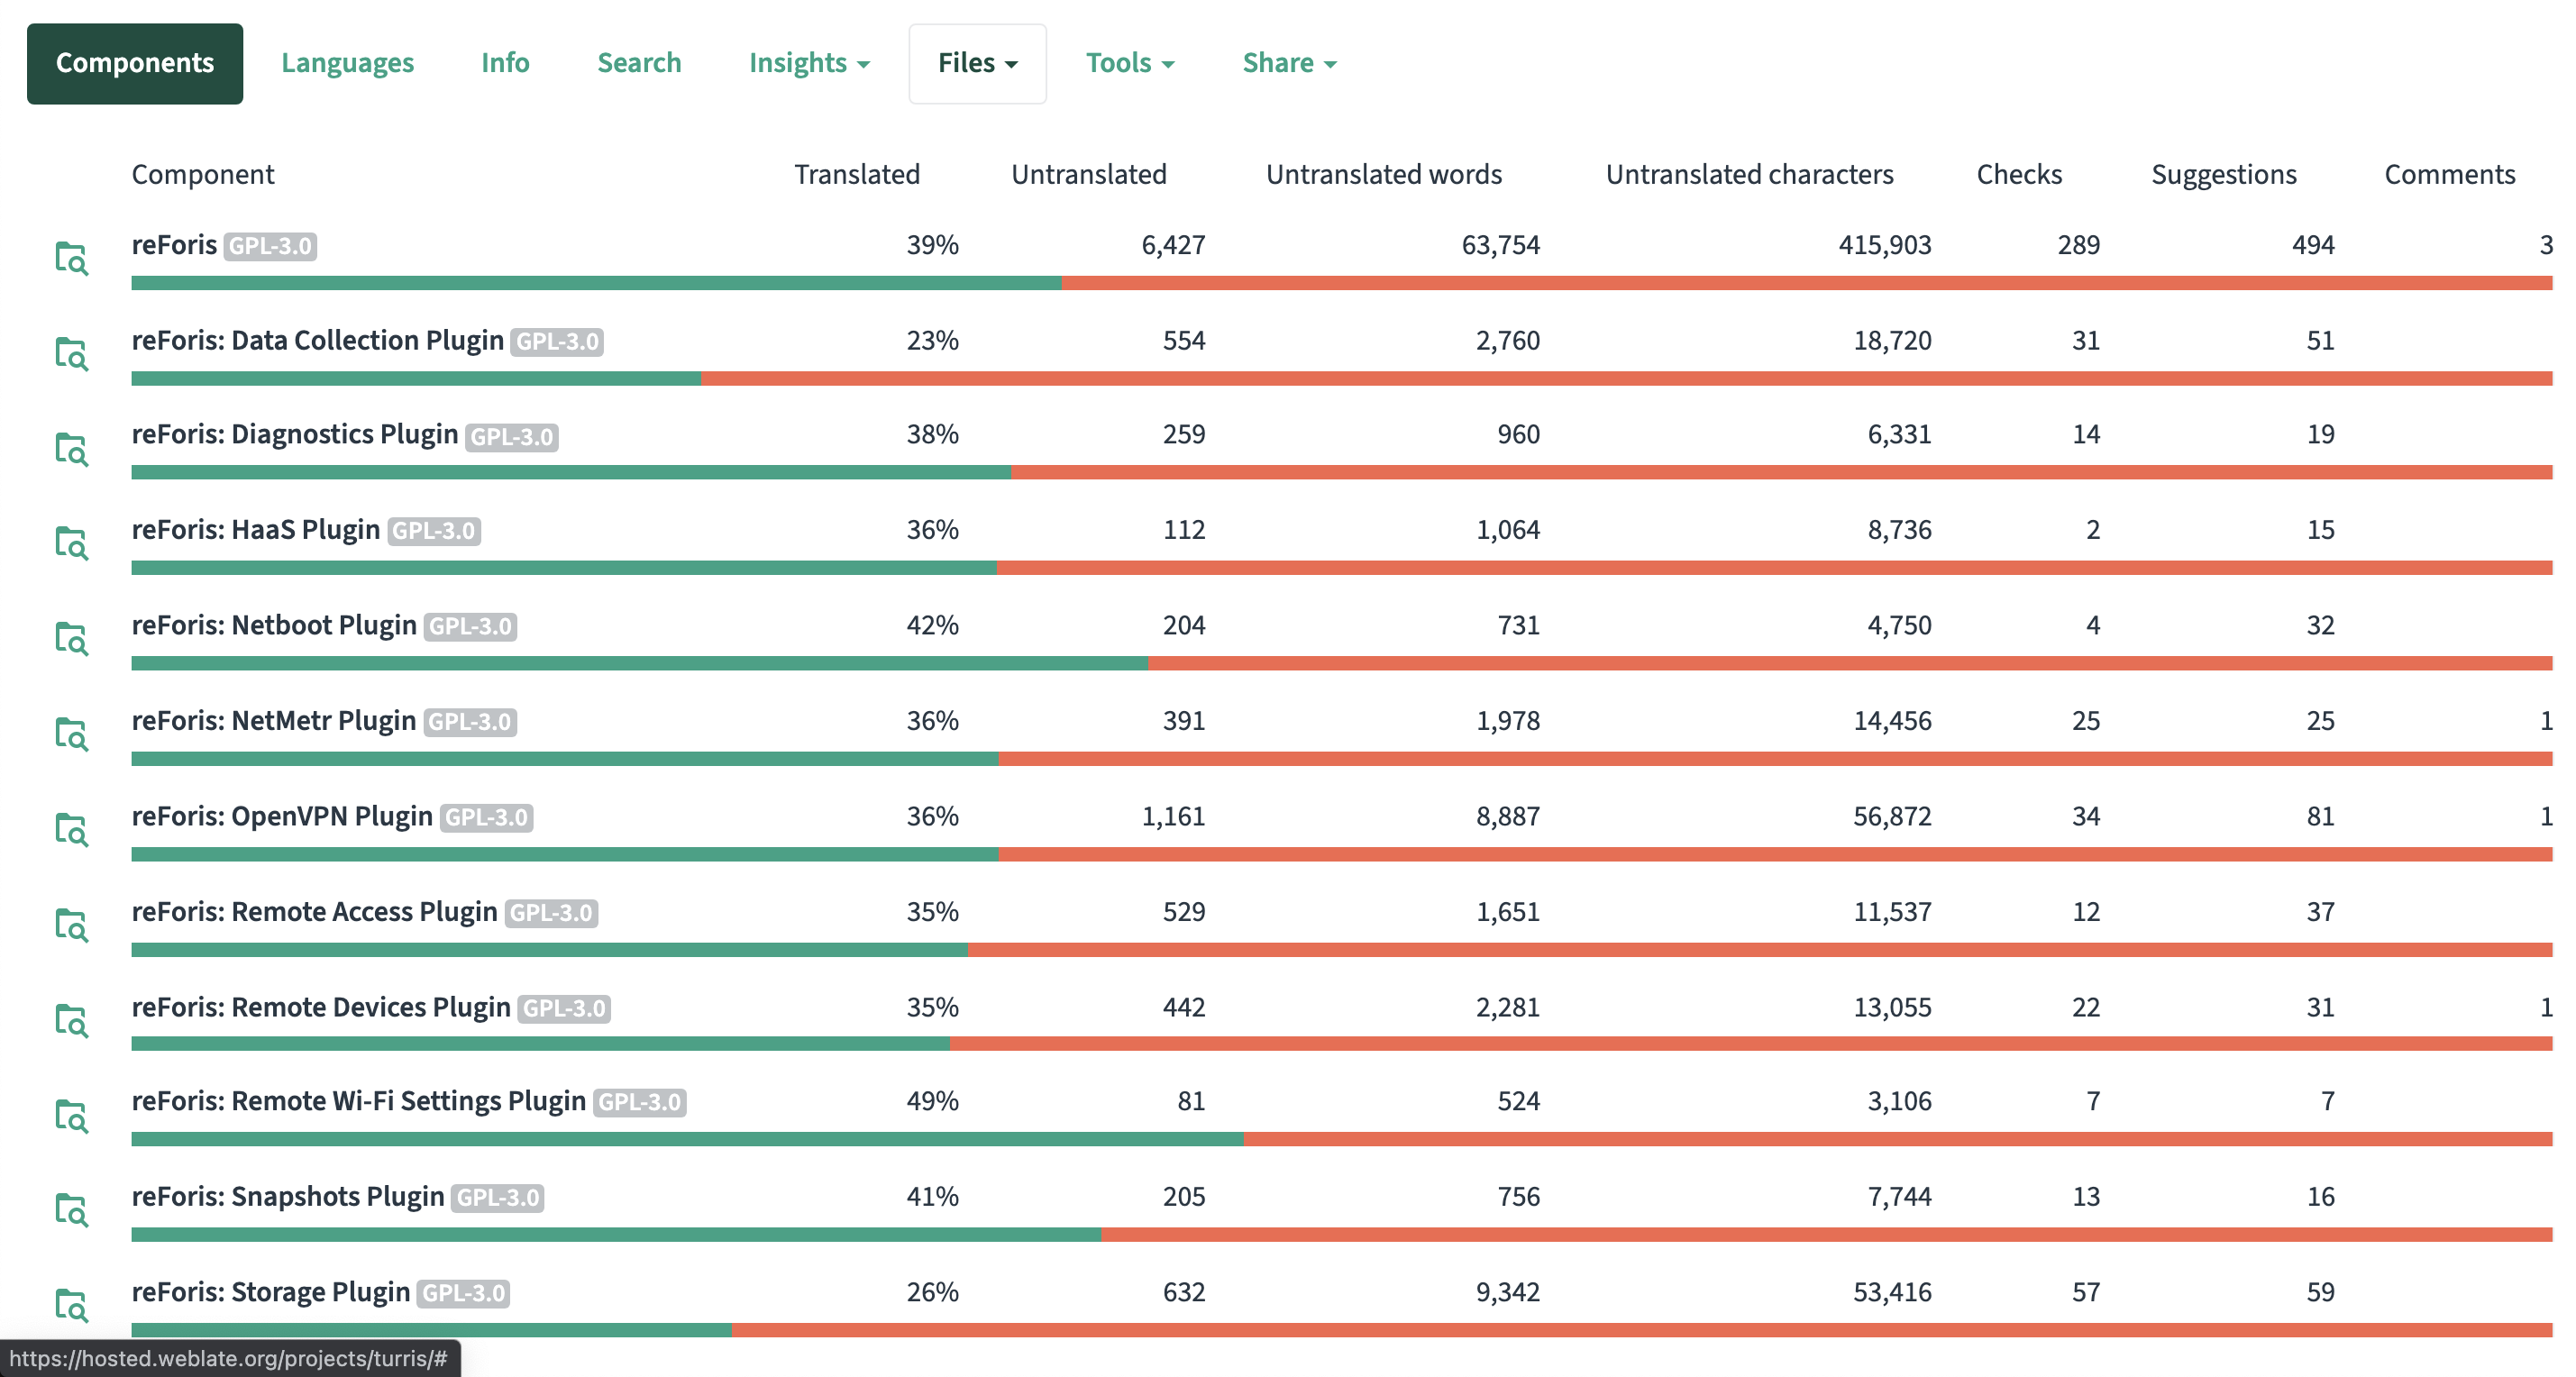 Components Languages Info Search Insights Files Tools Share
Component Translated Untranslated Untranslated words Untranslated characters Checks Suggestions Comments
reForis GPL-3.0 39% 6,427 63,754 415,903 289 494 3
reForis: Data Collection Plugin GPL-3.0 23% 554 2,760 18,720 31 51
reForis: Diagnostics Plugin GPL-3.0 38% 259 960 6,331 14 19
reForis: HaaS Plugin GPL-3.0 36% 112 1,064 8,736 2 15
reForis: Netboot Plugin GPL-3.0 42% 204 731 4,750 4 32
reForis: NetMetr Plugin GPL-3.0 36% 391 1,978 14,456 25 25 1
reForis: OpenVPN Plugin GPL-3.0 36% 1,161 8,887 56,872 34 81 1
reForis: Remote Access Plugin GPL-3.0 35% 529 1,651 11,537 12 37
reForis: Remote Devices Plugin GPL-3.0 35% 442 2,281 13,055 22 31 1
reForis: Remote Wi-Fi Settings Plugin GPL-3.0 49% 81 524 3,106 7 7
reForis: Snapshots Plugin GPL-3.0 41% 205 756 7,744 13 16
reForis: Storage Plugin GPL-3.0 26% 632 9,342 53,416 57 59
https://hosted.weblate.org/projects/turris/#